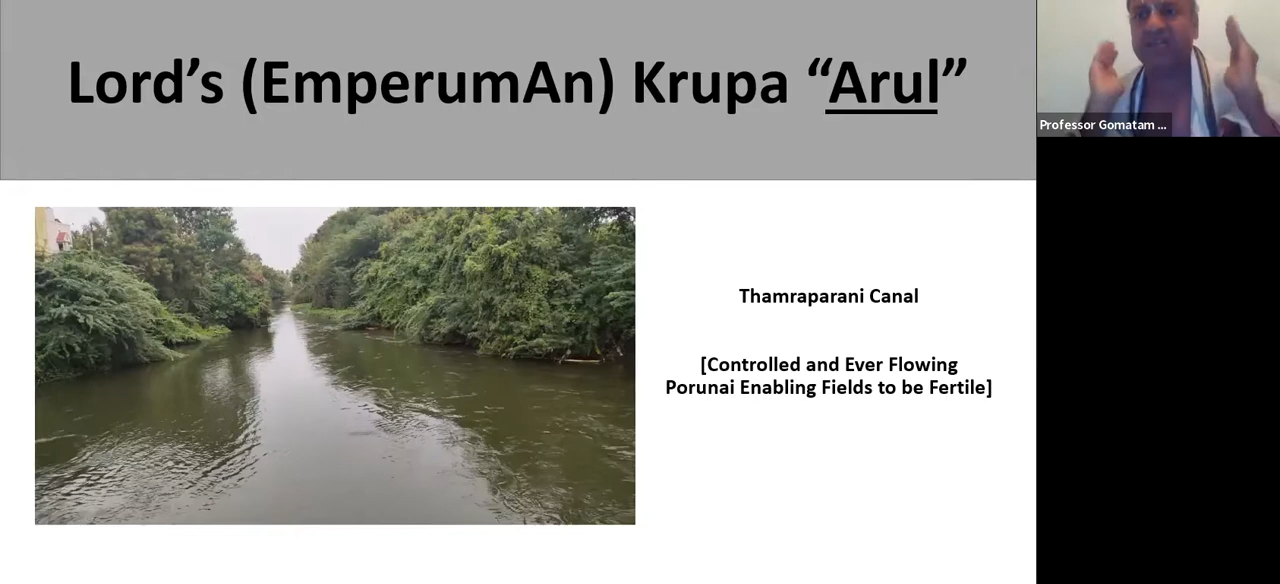 Lord’s (EmperumAn) Krupa “Arul”
Professor Gomatam ...
Thamraparani Canal
[Controlled and Ever Flowing
Porunai Enabling Fields to be Fertile]